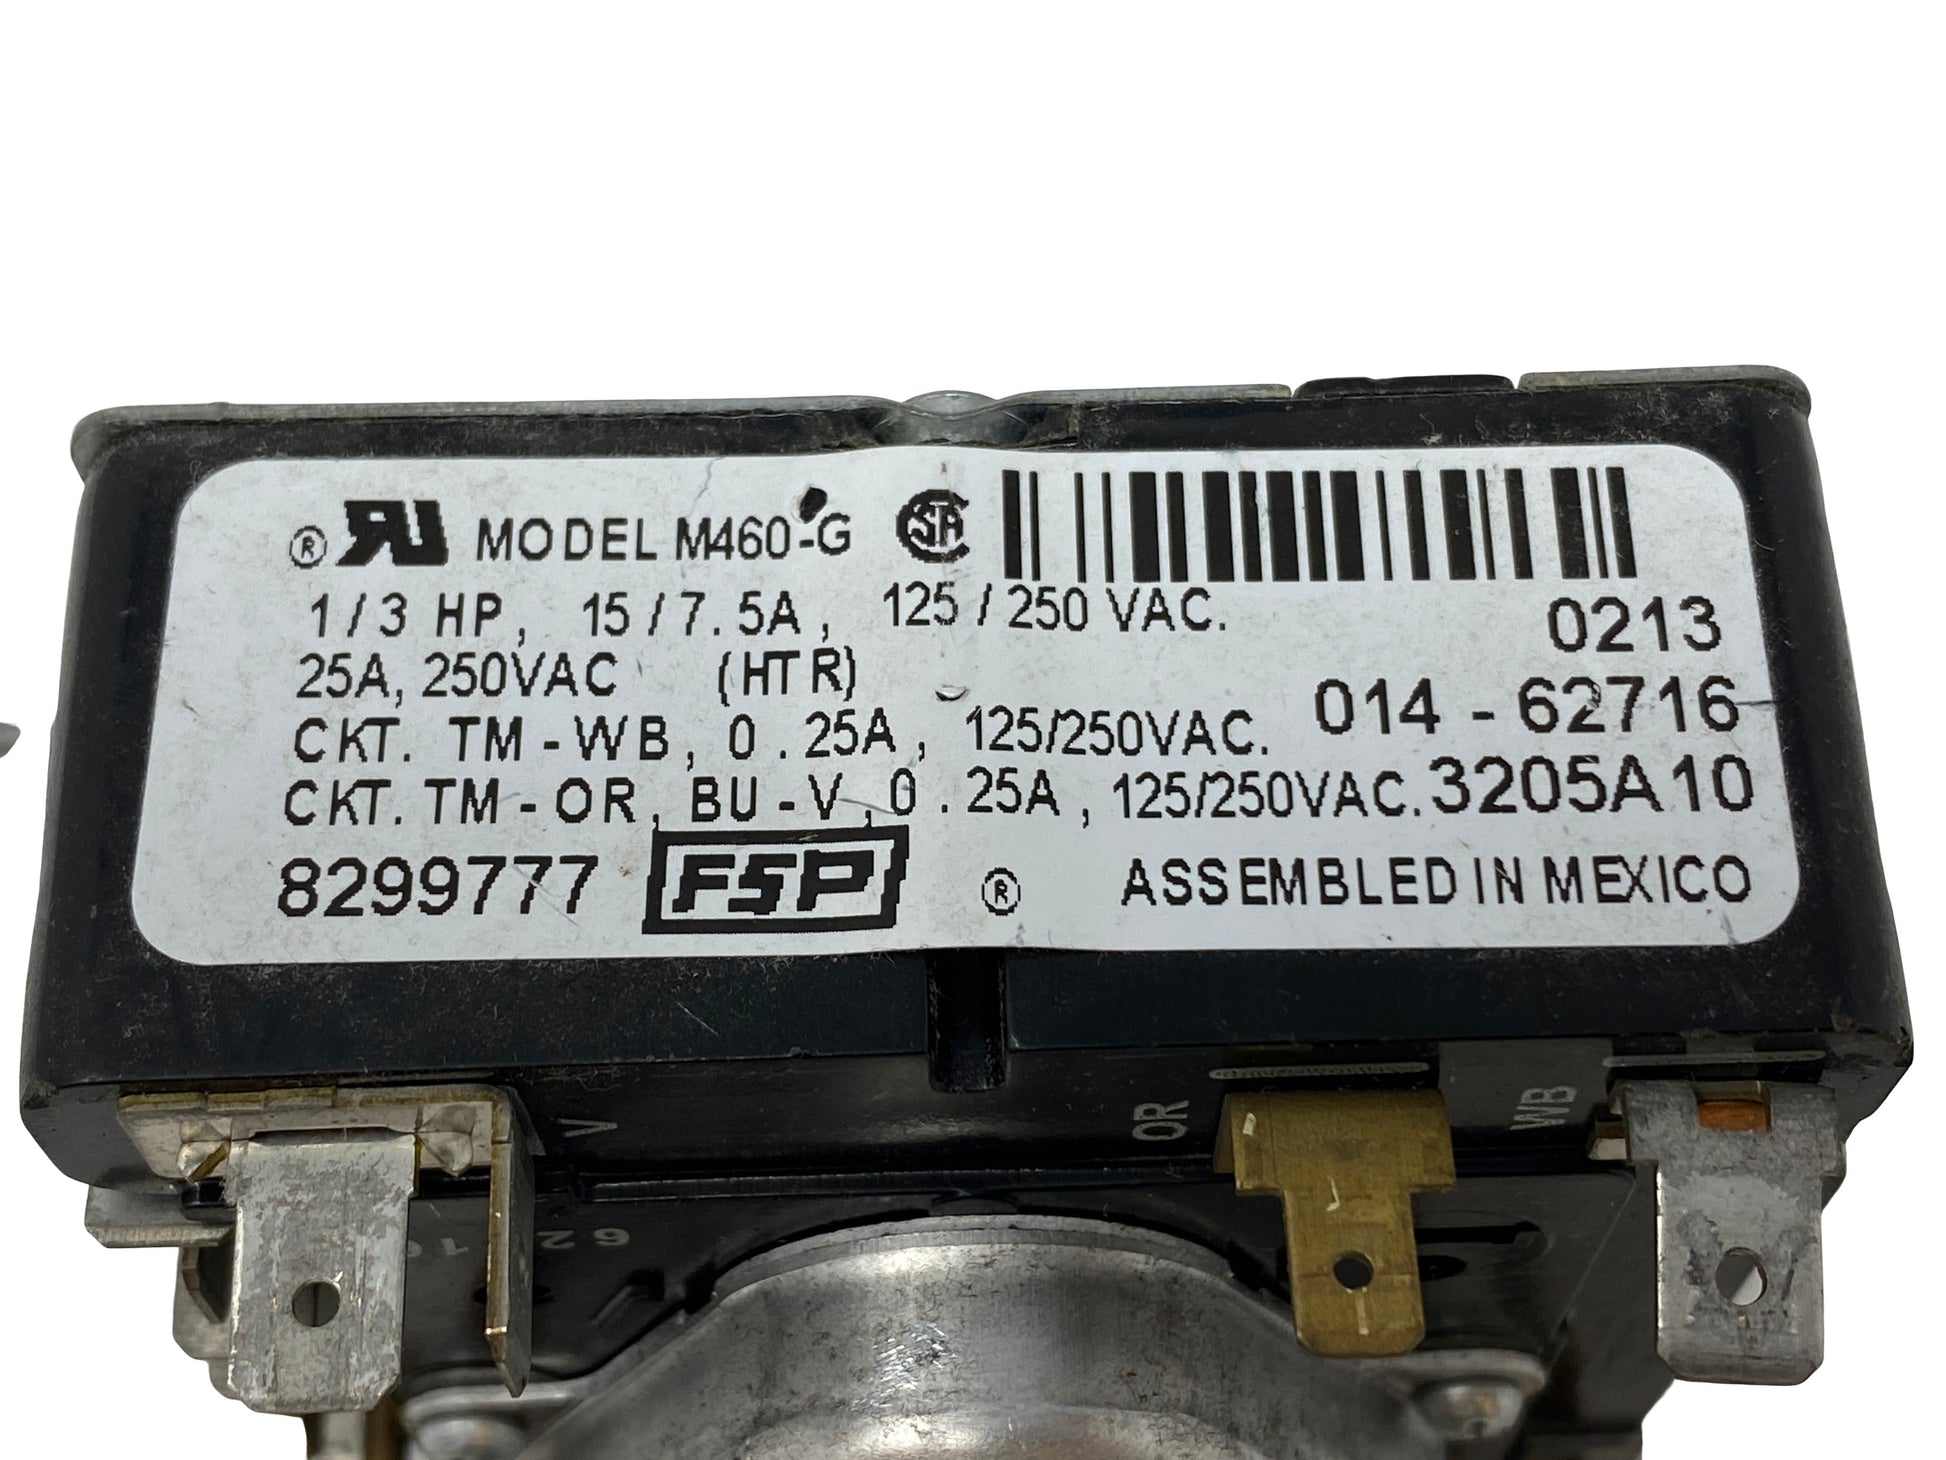 ® RU MODEL M460-G CSA
1/3 HP, 15/7.5A, 125/250 VAC.
0213
25A, 250VAC (HTR)
014-62716
CKT. TM-WB, 0.25A, 125/250VAC.
CKT. TM-OR, BU-V, 0.25A, 125/250VAC.
3205A10
8299777 FSP ® ASSEMBLED IN MEXICO
V OR WB